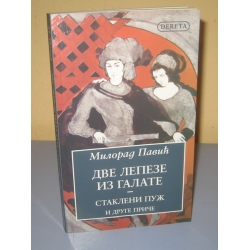 DERETA
Милорад Павић
ДВЕ ЛЕПЕЗЕ
ИЗ ГАЛАТЕ
–
СТАКЛЕНИ ПУЖ
И ДРУГЕ ПРИЧЕ